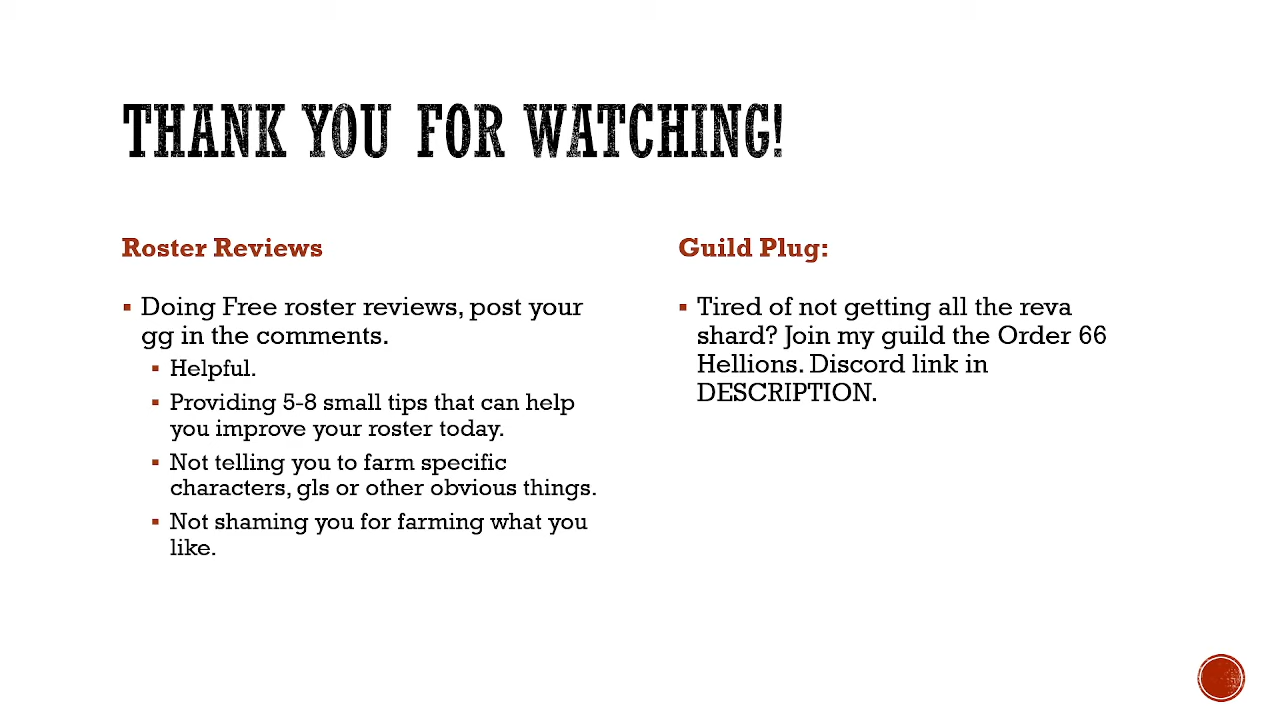 THANK YOU FOR WATCHING!
Roster Reviews
▪ Doing Free roster reviews, post your
gg in the comments.
▪ Helpful.
▪ Providing 5-8 small tips that can help
you improve your roster today.
▪ Not telling you to farm specific
characters, gls or other obvious things.
▪ Not shaming you for farming what you
like.
Guild Plug:
▪ Tired of not getting all the reva
shard? Join my guild the Order 66
Hellions. Discord link in
DESCRIPTION.